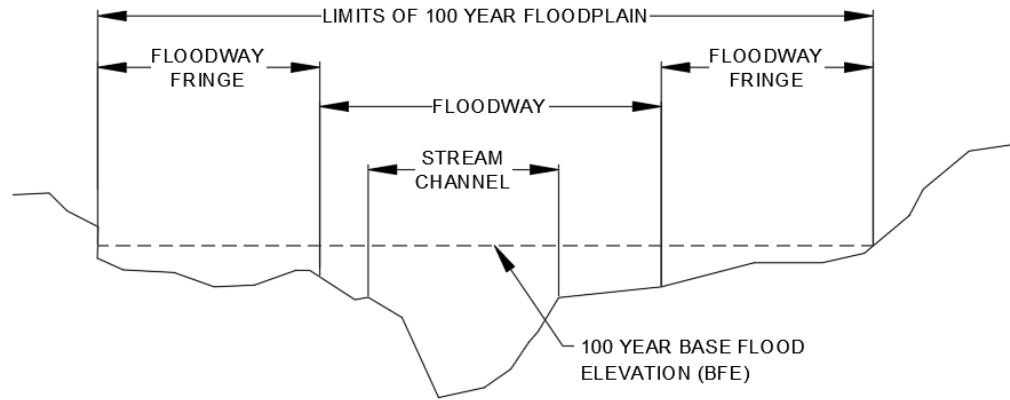 LIMITS OF 100 YEAR FLOODPLAIN
FLOODWAY
FRINGE
FLOODWAY
FRINGE
FLOODWAY
STREAM
CHANNEL
100 YEAR BASE FLOOD
ELEVATION (BFE)